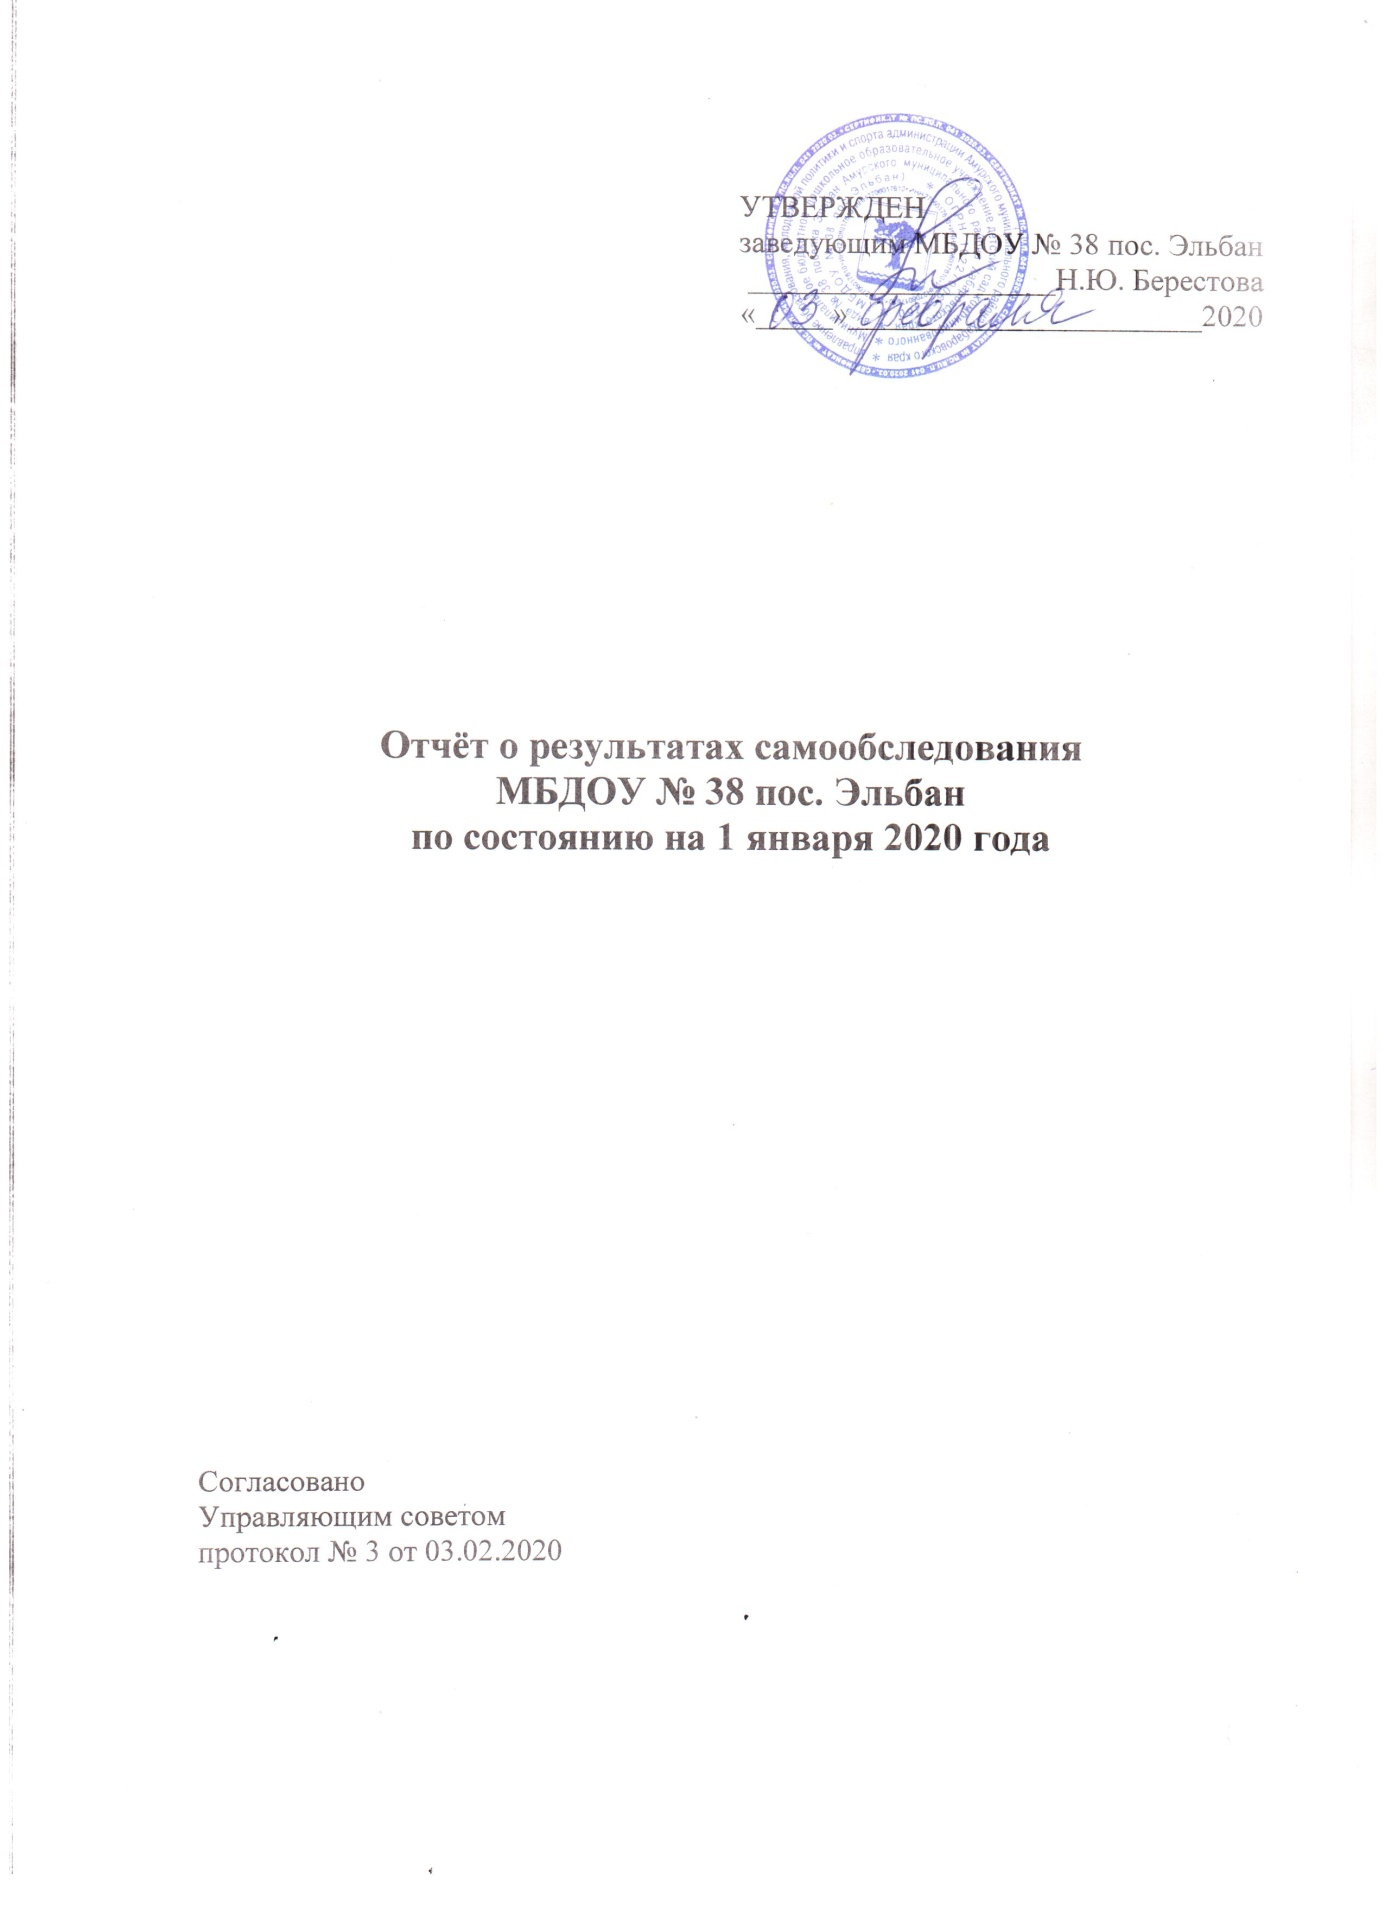 УТВЕРЖДЕН
заведующим МБДОУ № 38 пос. Эльбан
____________________Н.Ю. Берестова
«03» февраля 2020
Отчёт о результатах самообследования
МБДОУ № 38 пос. Эльбан
по состоянию на 1 января 2020 года
Согласовано
Управляющим советом
протокол № 3 от 03.02.2020